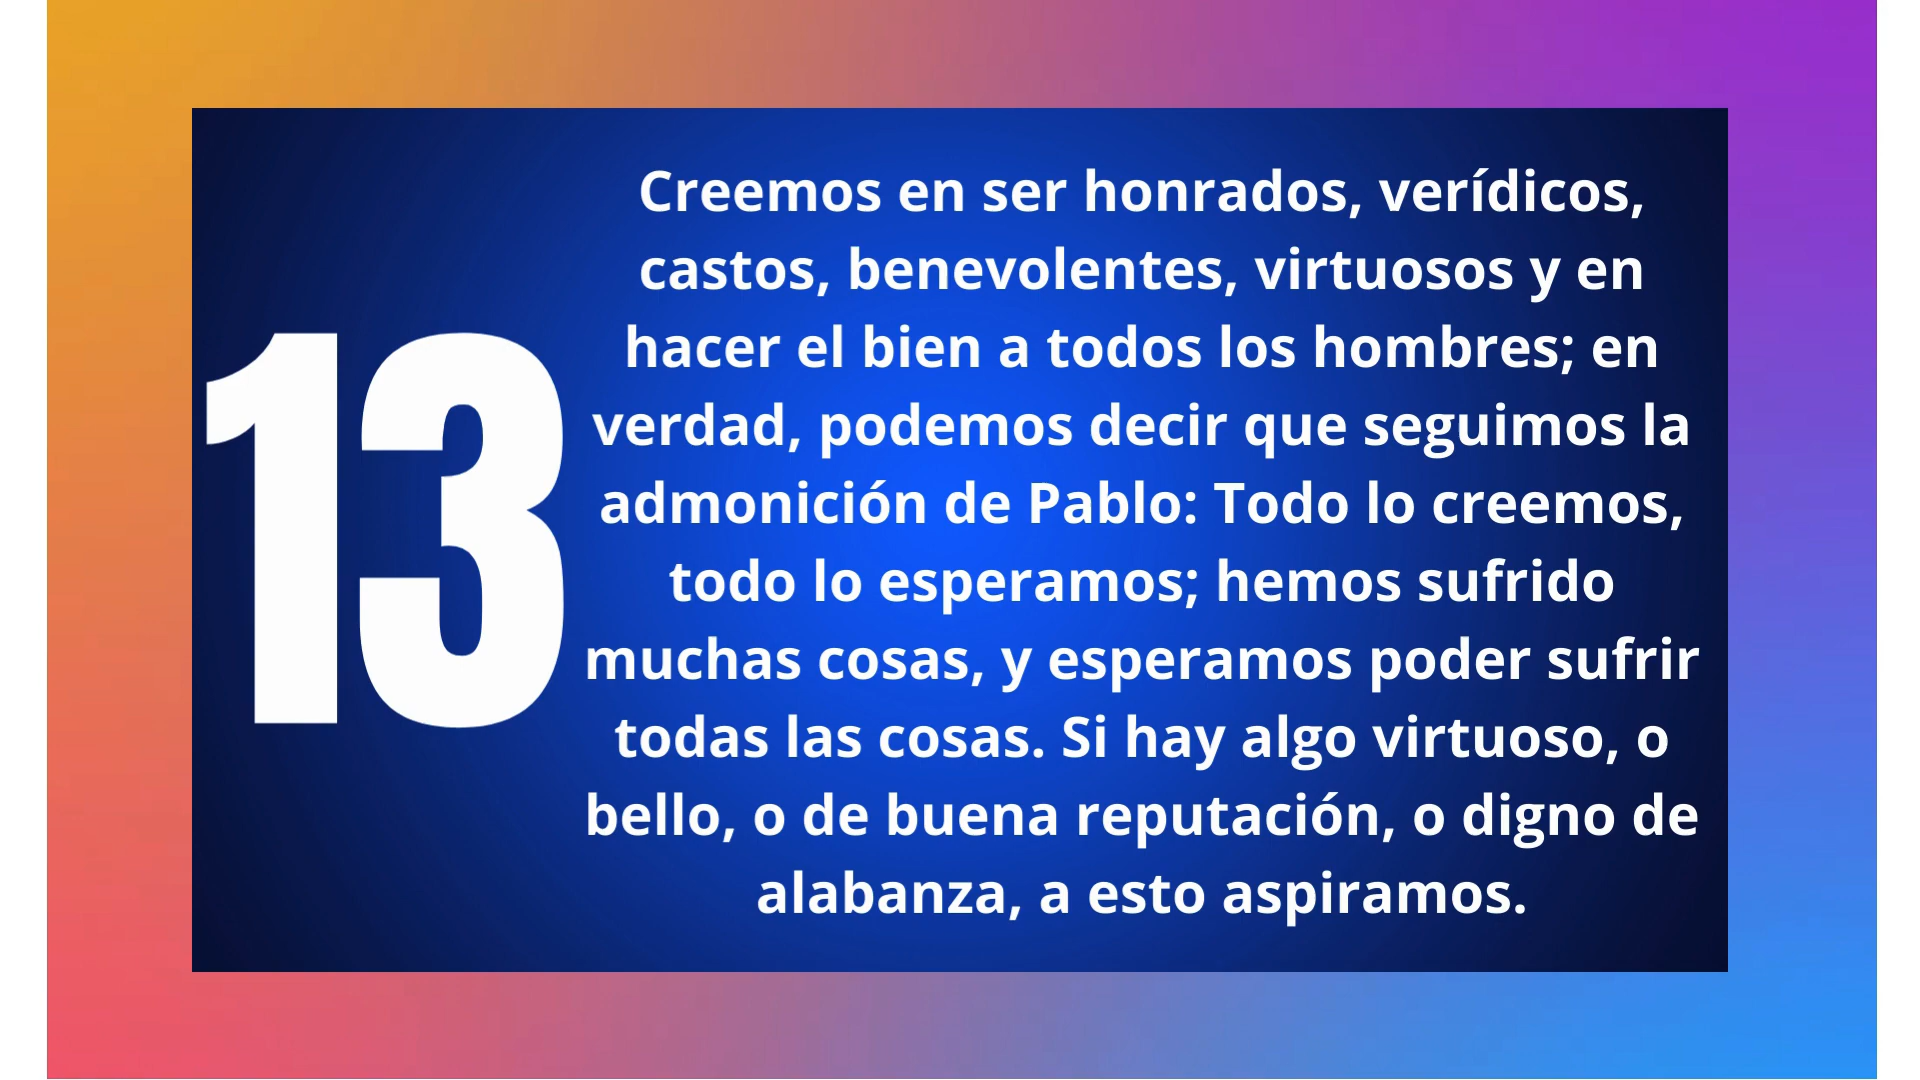 13
Creemos en ser honrados, verídicos,
castos, benevolentes, virtuosos y en
hacer el bien a todos los hombres; en
verdad, podemos decir que seguimos la
admonición de Pablo: Todo lo creemos,
todo lo esperamos; hemos sufrido
muchas cosas, y esperamos poder sufrir
todas las cosas. Si hay algo virtuoso, o
bello, o de buena reputación, o digno de
alabanza, a esto aspiramos.